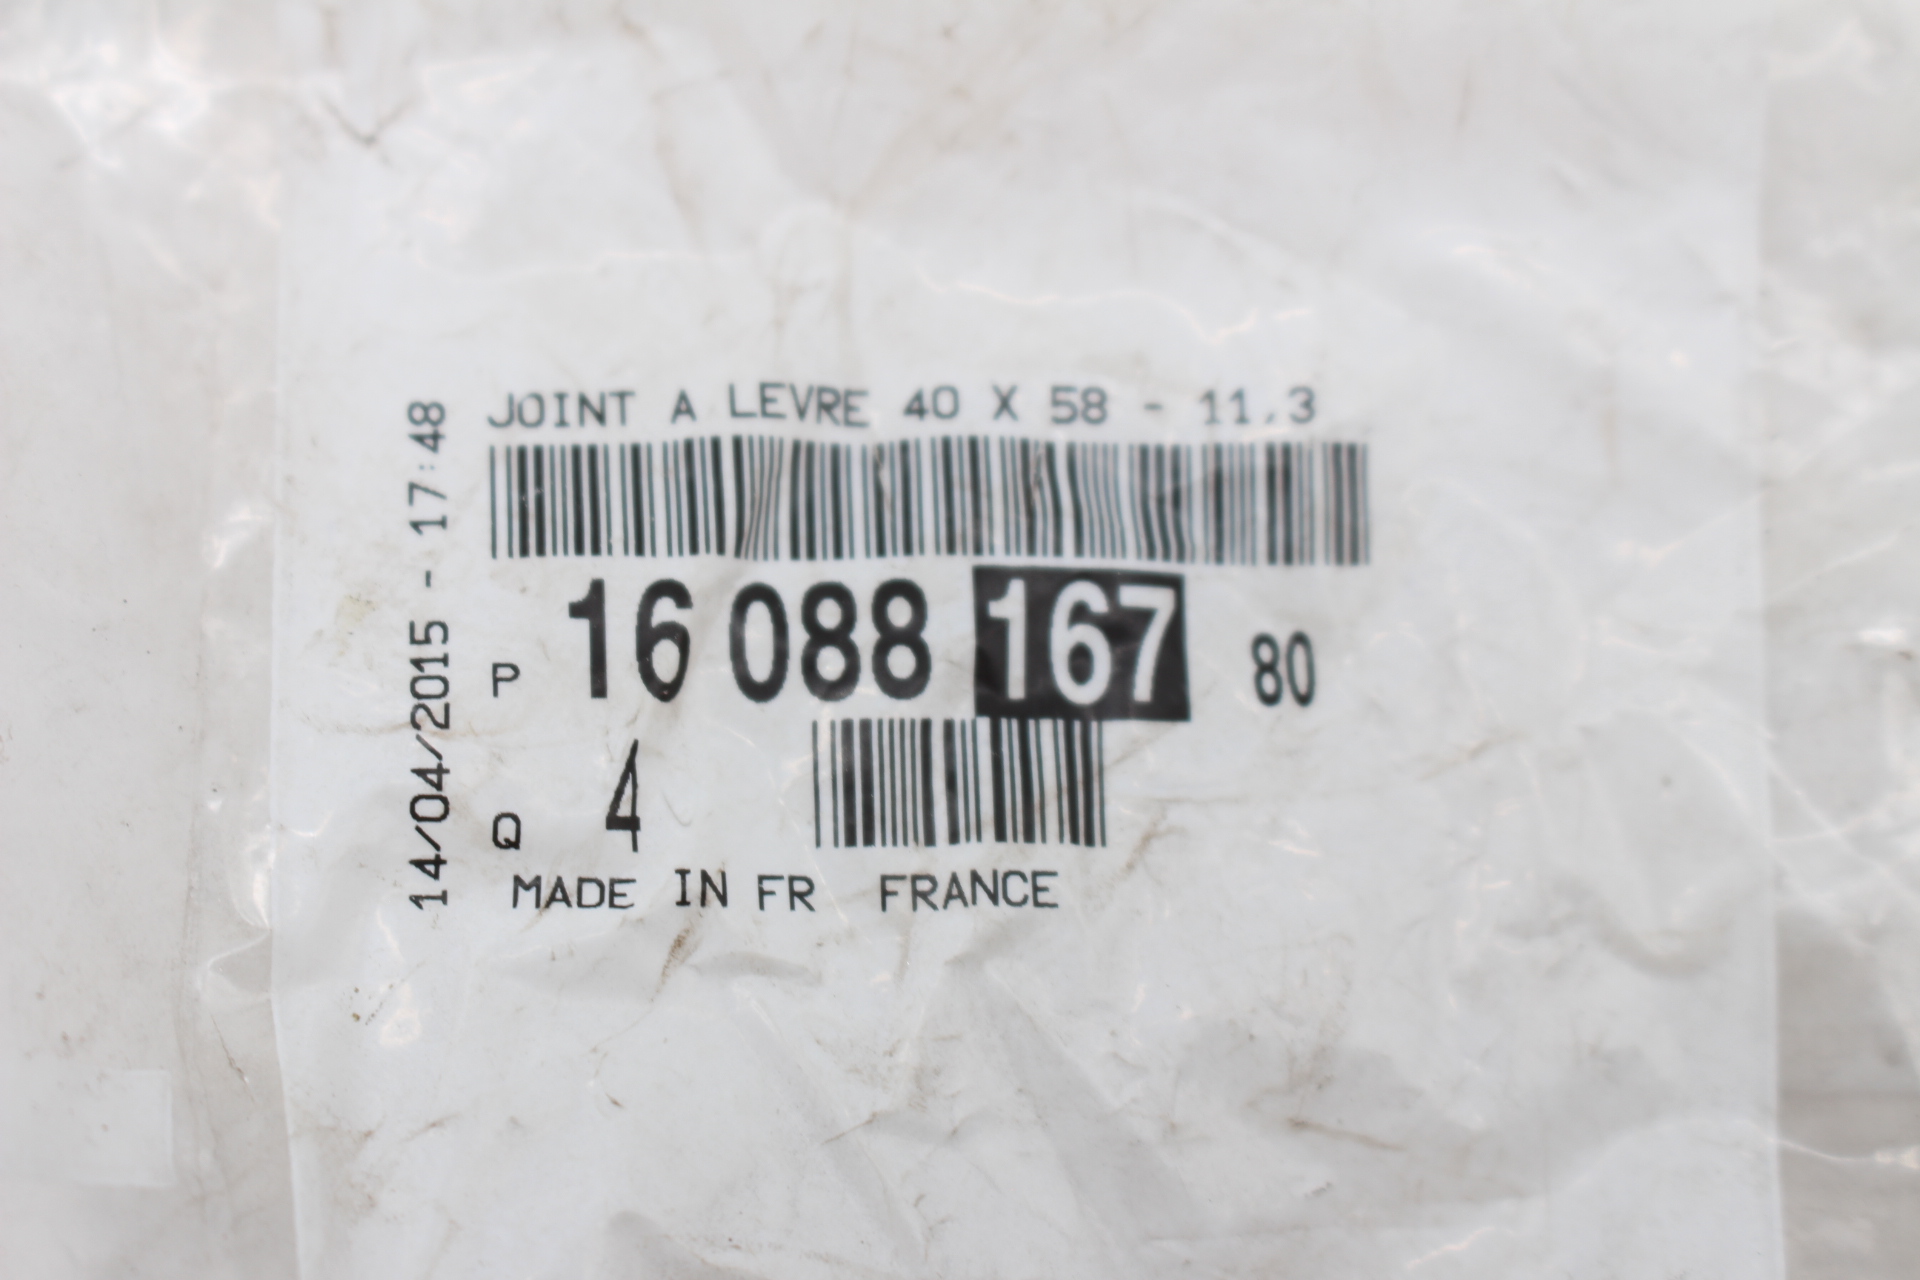 JOINT A LEVRE 40 X 58 - 11.3
P 16 088 167 80
Q 4
MADE IN FR FRANCE
14/04/2015 - 17:48